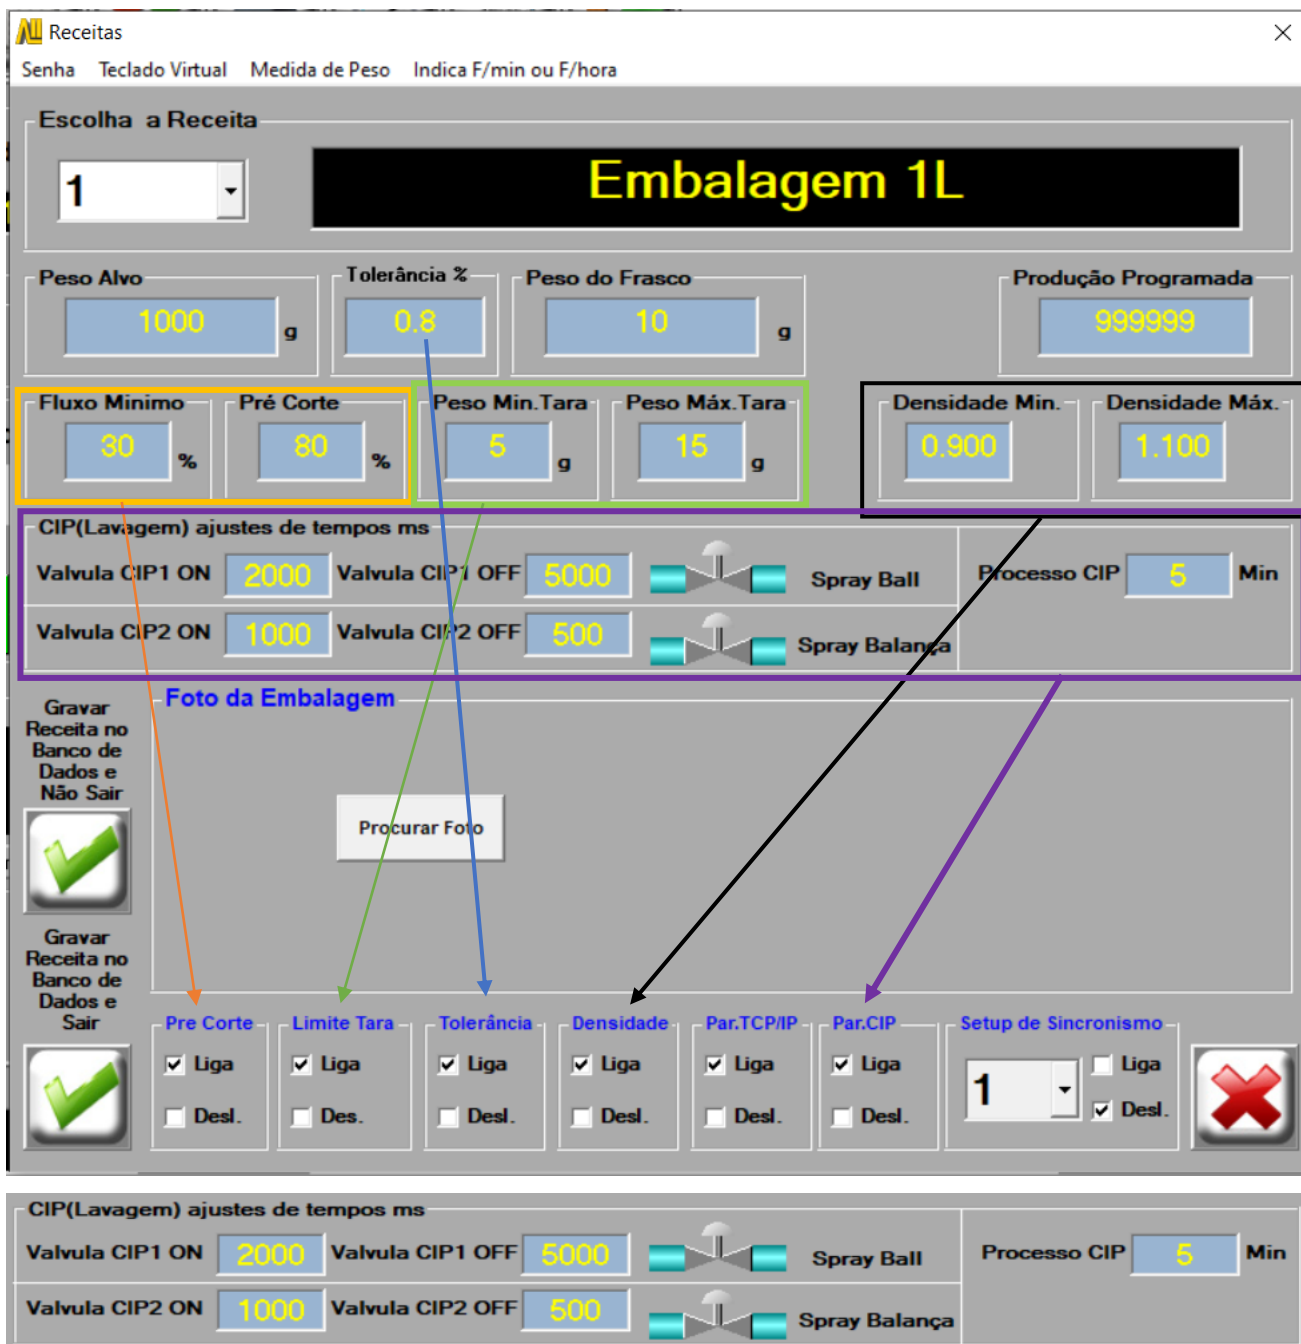 Receitas
Senha Teclado Virtual Medida de Peso Indica F/min ou F/hora
Escolha a Receita
1 Embalagem 1L
Peso Alvo Tolerância % Peso do Frasco Produção Programada
1000 g 0.8 10 g 999999
Fluxo Minimo Pré Corte Peso Min.Tara Peso Máx.Tara Densidade Min. Densidade Máx.
30 % 80 % 5 g 15 g 0.900 1.100
CIP(Lavagem) ajustes de tempos ms
Valvula CIP1 ON 2000 Valvula CIP1 OFF 5000 Spray Ball Processo CIP 5 Min
Valvula CIP2 ON 1000 Valvula CIP2 OFF 500 Spray Balança
Foto da Embalagem
Gravar
Receita no
Banco de
Dados e
Não Sair
Procurar Foto
Gravar
Receita no
Banco de
Dados e
Sair
Pre Corte Limite Tara Tolerância Densidade Par.TCP/IP Par.CIP Setup de Sincronismo
Liga Liga Liga Liga Liga Liga 1 Liga
Desl. Des. Desl. Desl. Desl. Desl. Desl.
CIP(Lavagem) ajustes de tempos ms
Valvula CIP1 ON 2000 Valvula CIP1 OFF 5000 Spray Ball Processo CIP 5 Min
Valvula CIP2 ON 1000 Valvula CIP2 OFF 500 Spray Balança